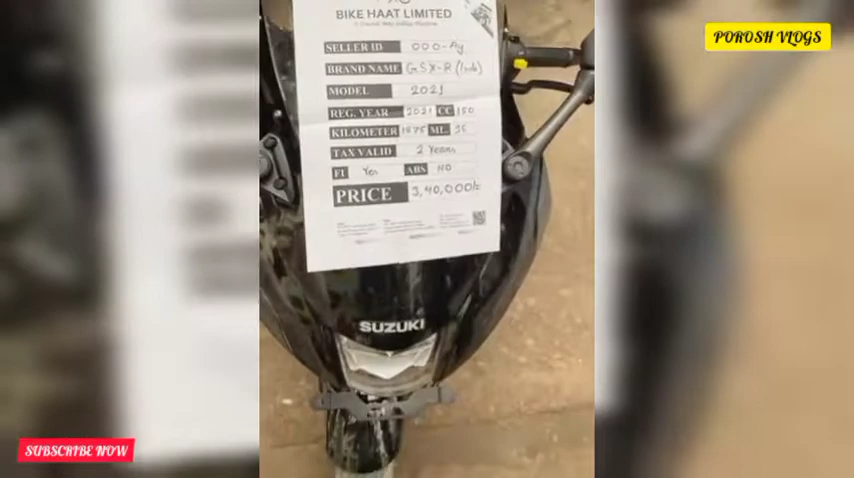 BIKE HAAT LIMITED
SELLER ID 000-Ay
BRAND NAME GSX-R (Indo)
MODEL 2021
REG. YEAR 2021 CC 150
KILOMETER 1575 ML. 35
TAX VALID 2 Years
FI Yes ABS NO
PRICE 3,40,000/=
SUZUKI
POROSH VLOGS
SUBSCRIBE NOW